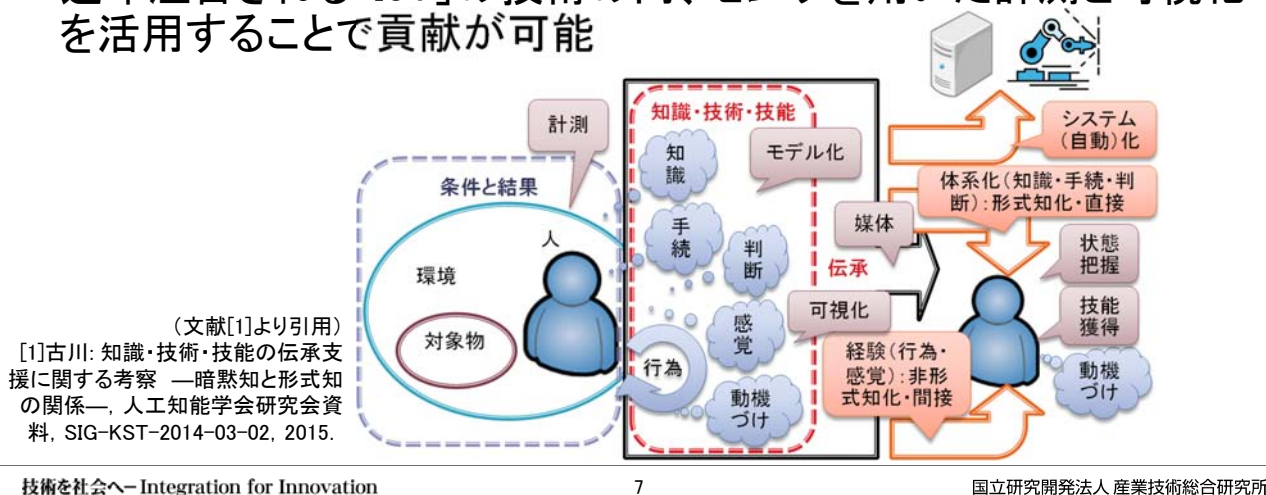 を活用することで貢献が可能
計測
条件と結果
人
環境
対象物
知識・技術・技能
知
識
手
続
判
断
感
覚
行為
動機
づけ
モデル化
媒体
伝承
可視化
システム
（自動）化
体系化（知識・手続・判
断）：形式知化・直接
状態
把握
技能
獲得
動機
づけ
経験（行為・
感覚）：非形
式知化・間接
（文献[1]より引用）
[1]古川: 知識・技術・技能の伝承支
援に関する考察 ―暗黙知と形式知
の関係―, 人工知能学会研究会資
料, SIG-KST-2014-03-02, 2015.
技術を社会へ－Integration for Innovation
7
国立研究開発法人 産業技術総合研究所